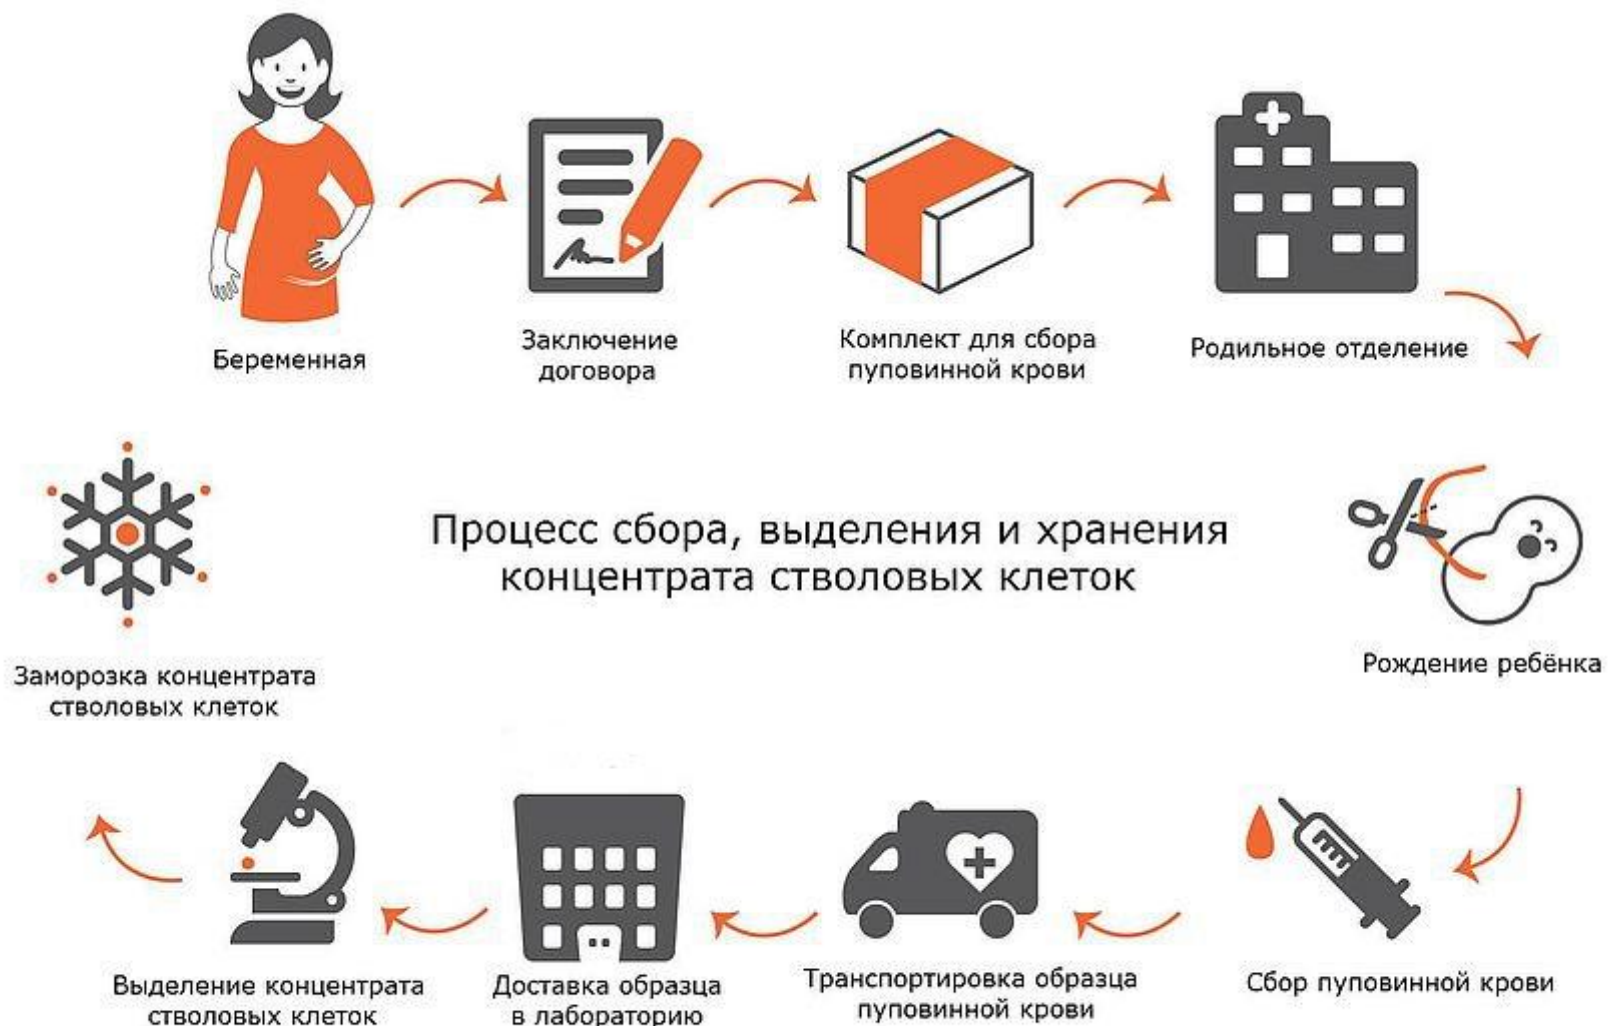 Беременная
Заключение
договора
Комплект для сбора
пуповинной крови
Родильное отделение
Процесс сбора, выделения и хранения
концентрата стволовых клеток
Рождение ребёнка
Сбор пуповинной крови
Транспортировка образца
пуповинной крови
Доставка образца
в лабораторию
Выделение концентрата
стволовых клеток
Заморозка концентрата
стволовых клеток